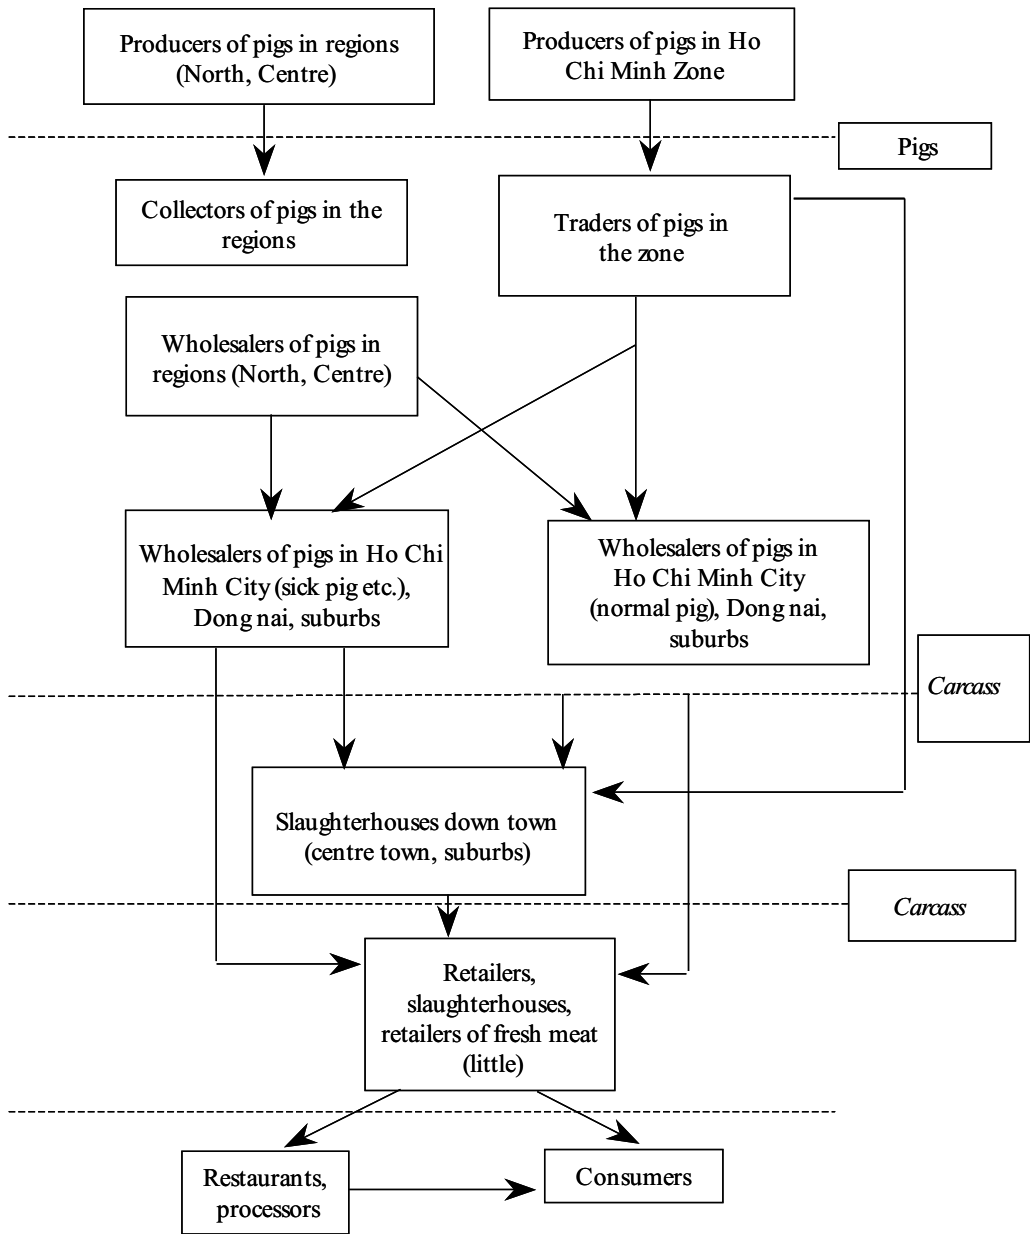 Producers of pigs in regions
(North, Centre)
Producers of pigs in Ho
Chi Minh Zone
Pigs
Collectors of pigs in the
regions
Traders of pigs in
the zone
Wholesalers of pigs in
regions (North, Centre)
Wholesalers of pigs in Ho Chi
Minh City (sick pig etc.),
Dong nai, suburbs
Wholesalers of pigs in
Ho Chi Minh City
(normal pig), Dong nai,
suburbs
Carcass
Slaughterhouses down town
(centre town, suburbs)
Carcass
Retailers,
slaughterhouses,
retailers of fresh meat
(little)
Restaurants,
processors
Consumers